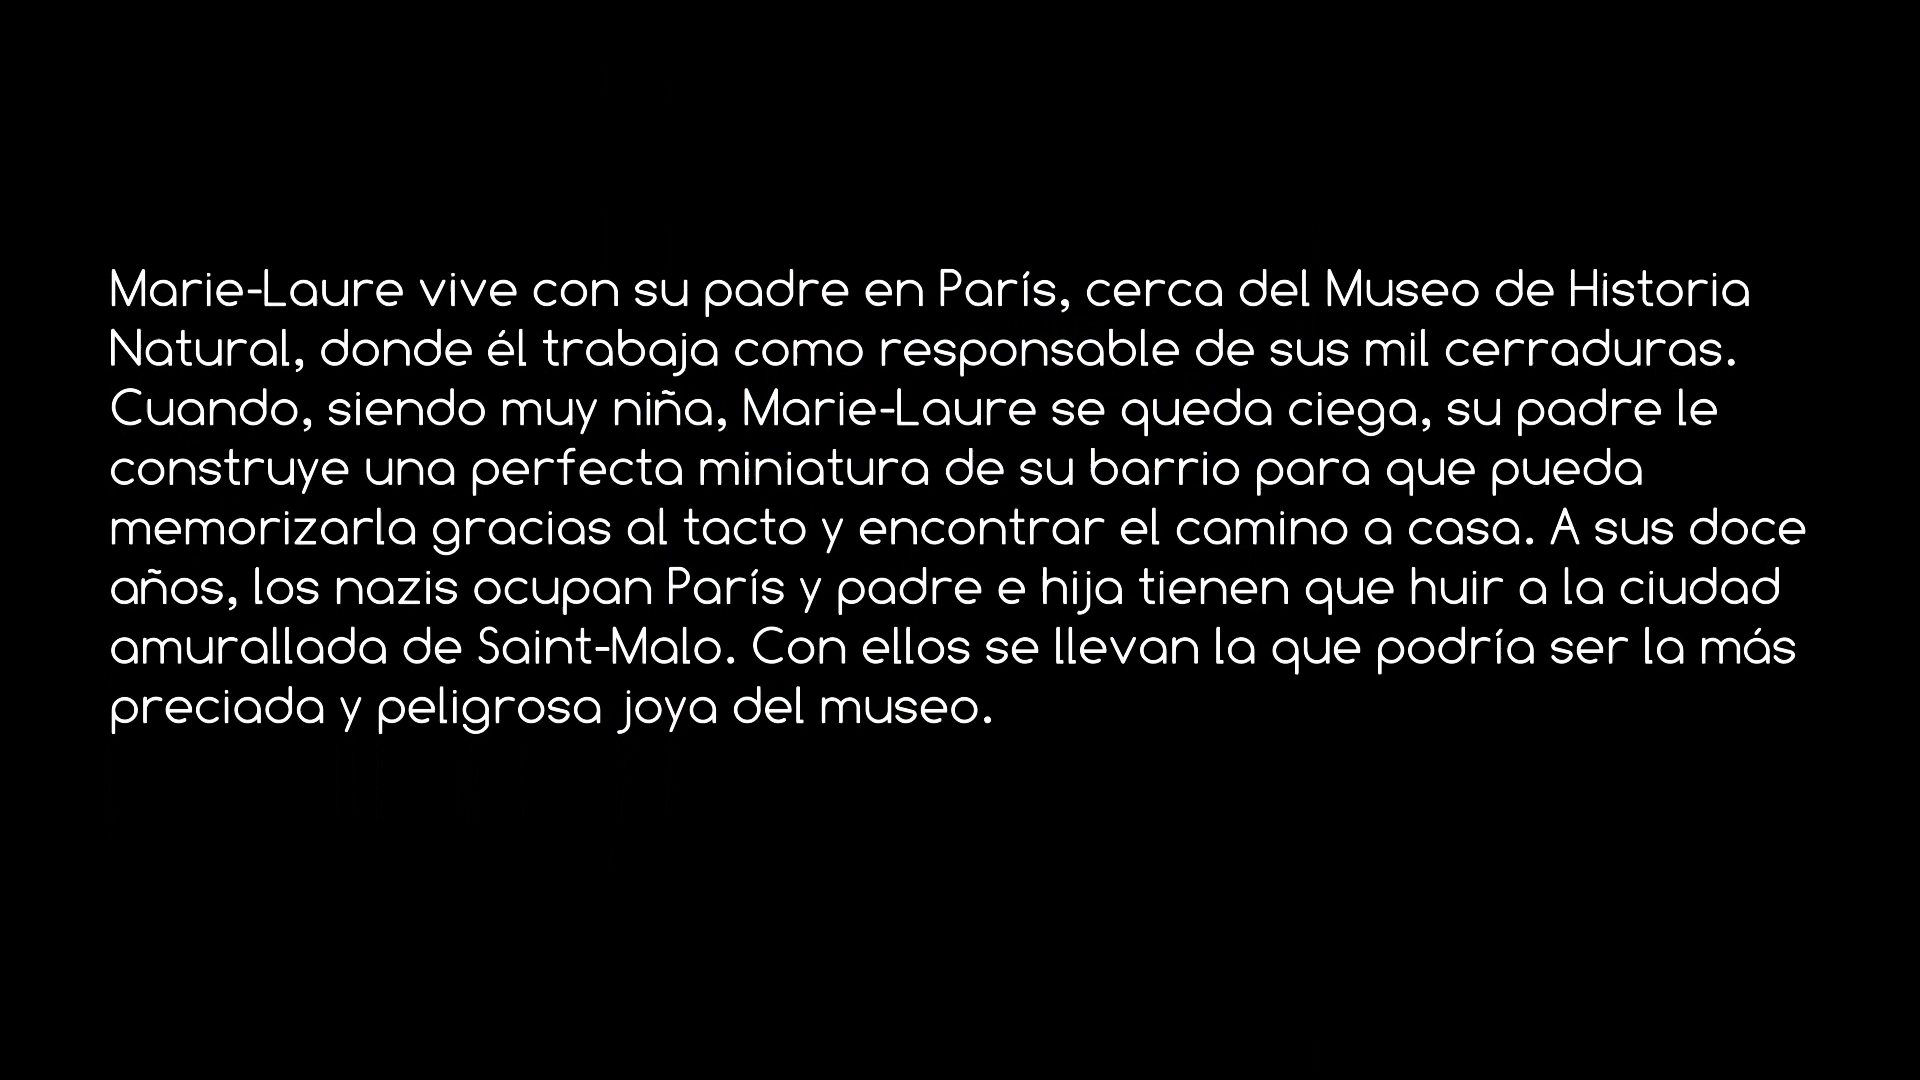 Marie-Laure vive con su padre en París, cerca del Museo de Historia
Natural, donde él trabaja como responsable de sus mil cerraduras.
Cuando, siendo muy niña, Marie-Laure se queda ciega, su padre le
construye una perfecta miniatura de su barrio para que pueda
memorizarla gracias al tacto y encontrar el camino a casa. A sus doce
años, los nazis ocupan París y padre e hija tienen que huir a la ciudad
amurallada de Saint-Malo. Con ellos se llevan la que podría ser la más
preciada y peligrosa joya del museo.